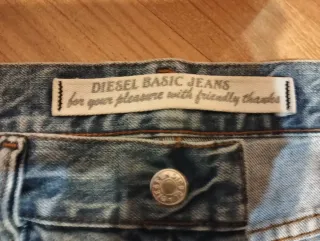 DIESEL BASIC JEANS
for your pleasure with friendly thanks